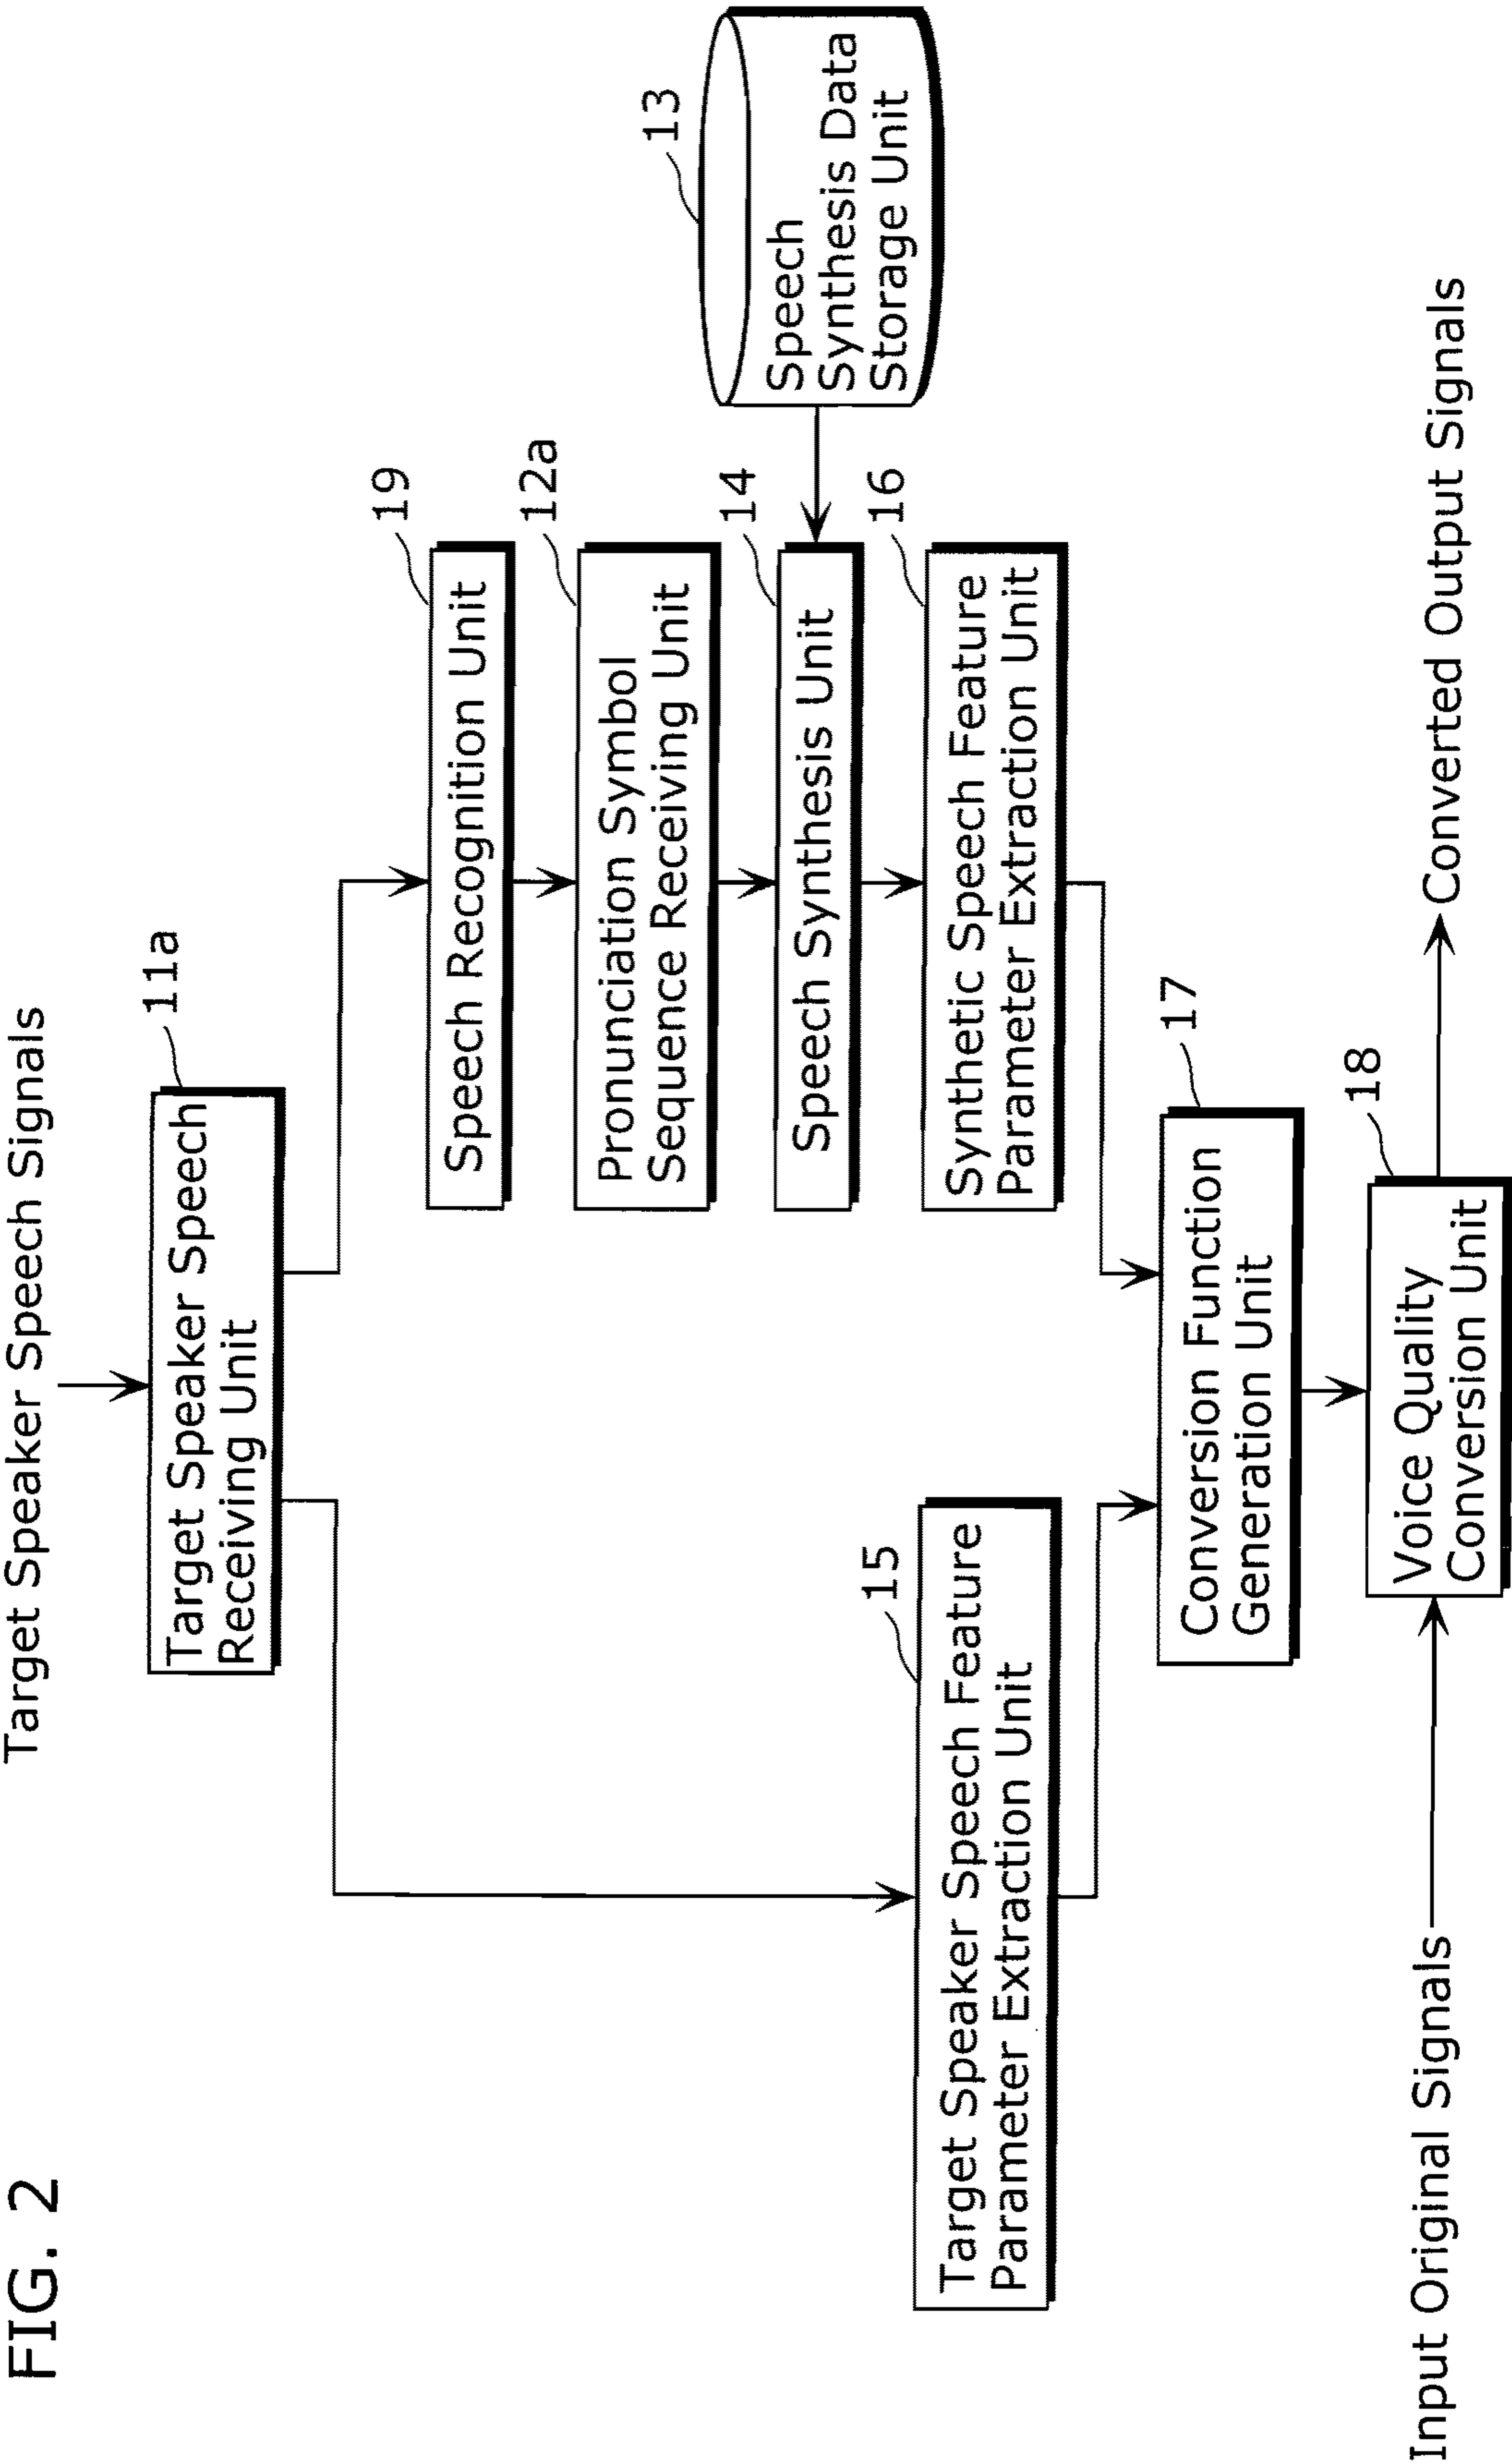 FIG. 2
Target Speaker Speech Signals
11a
Target Speaker Speech
Receiving Unit
19
Speech Recognition Unit
12a
Pronunciation Symbol
Sequence Receiving Unit
13
Speech
Synthesis Data
Storage Unit
14
Speech Synthesis Unit
15
Target Speaker Speech Feature
Parameter Extraction Unit
16
Synthetic Speech Feature
Parameter Extraction Unit
17
Conversion Function
Generation Unit
18
Input Original Signals
Voice Quality
Conversion Unit
Converted Output Signals